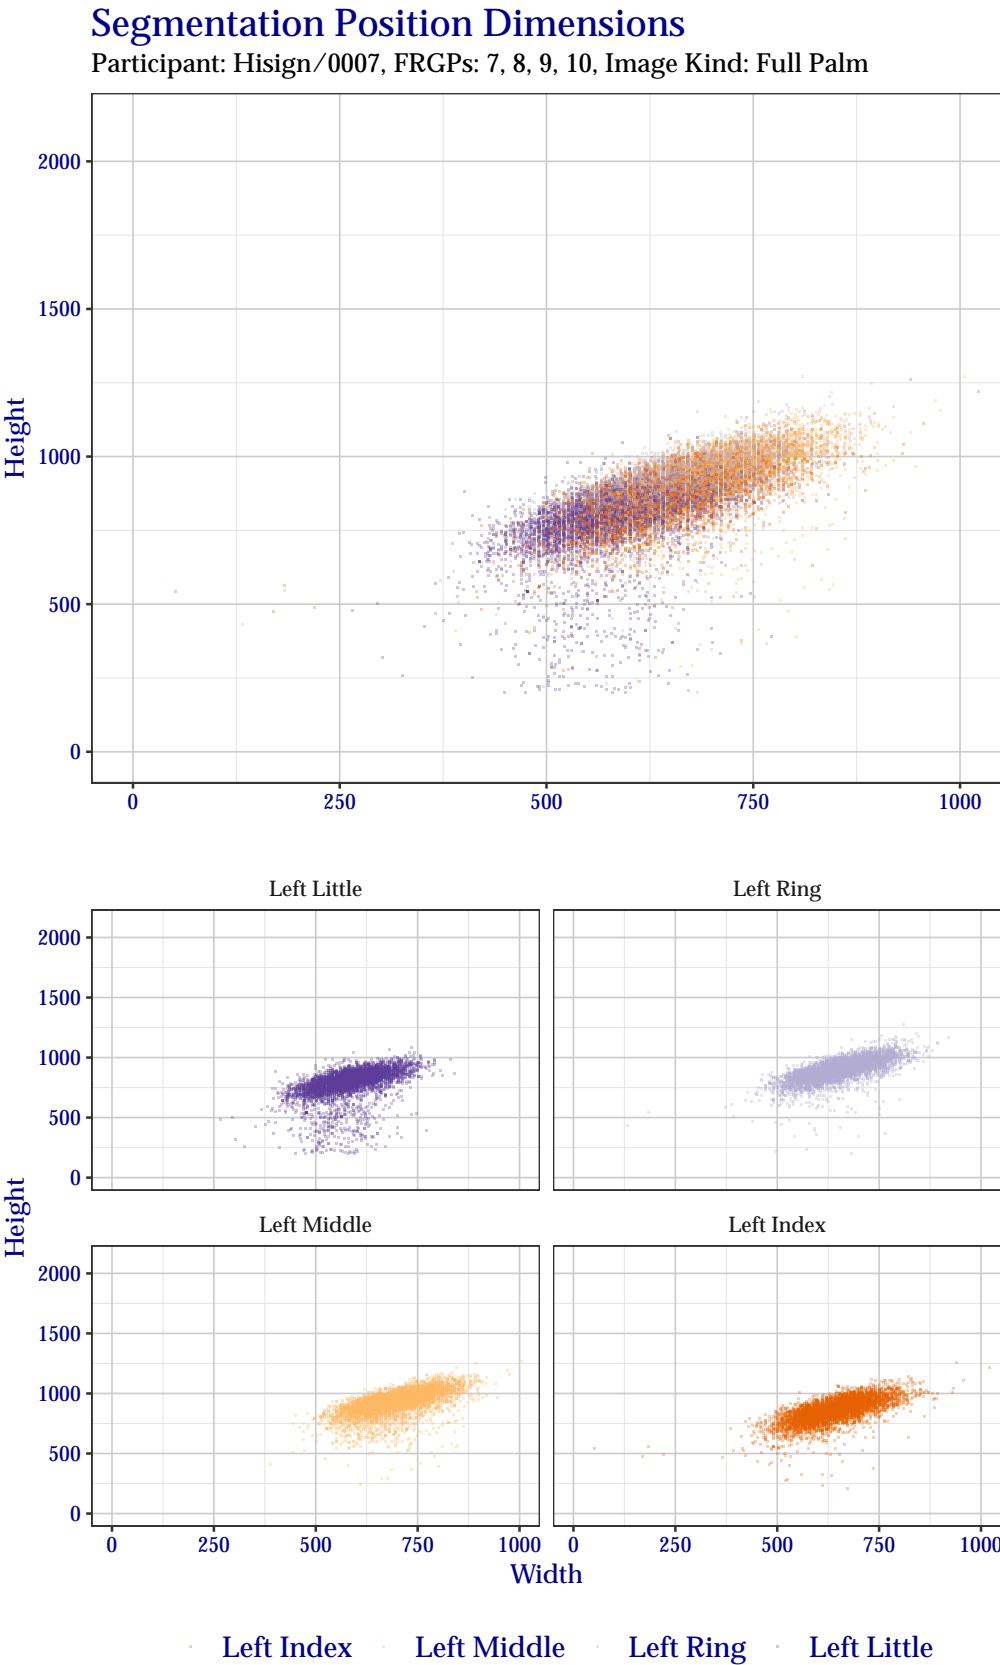 Segmentation Position Dimensions
Participant: Hisign/0007, FRGPs: 7, 8, 9, 10, Image Kind: Full Palm
2000
1500
1000
500
0
Height
0 250 500 750 1000
Left Little Left Ring
2000
1500
1000
500
0
Height
Left Middle Left Index
2000
1500
1000
500
0
0 250 500 750 1000 0 250 500 750 1000
Width
Left Index Left Middle Left Ring Left Little